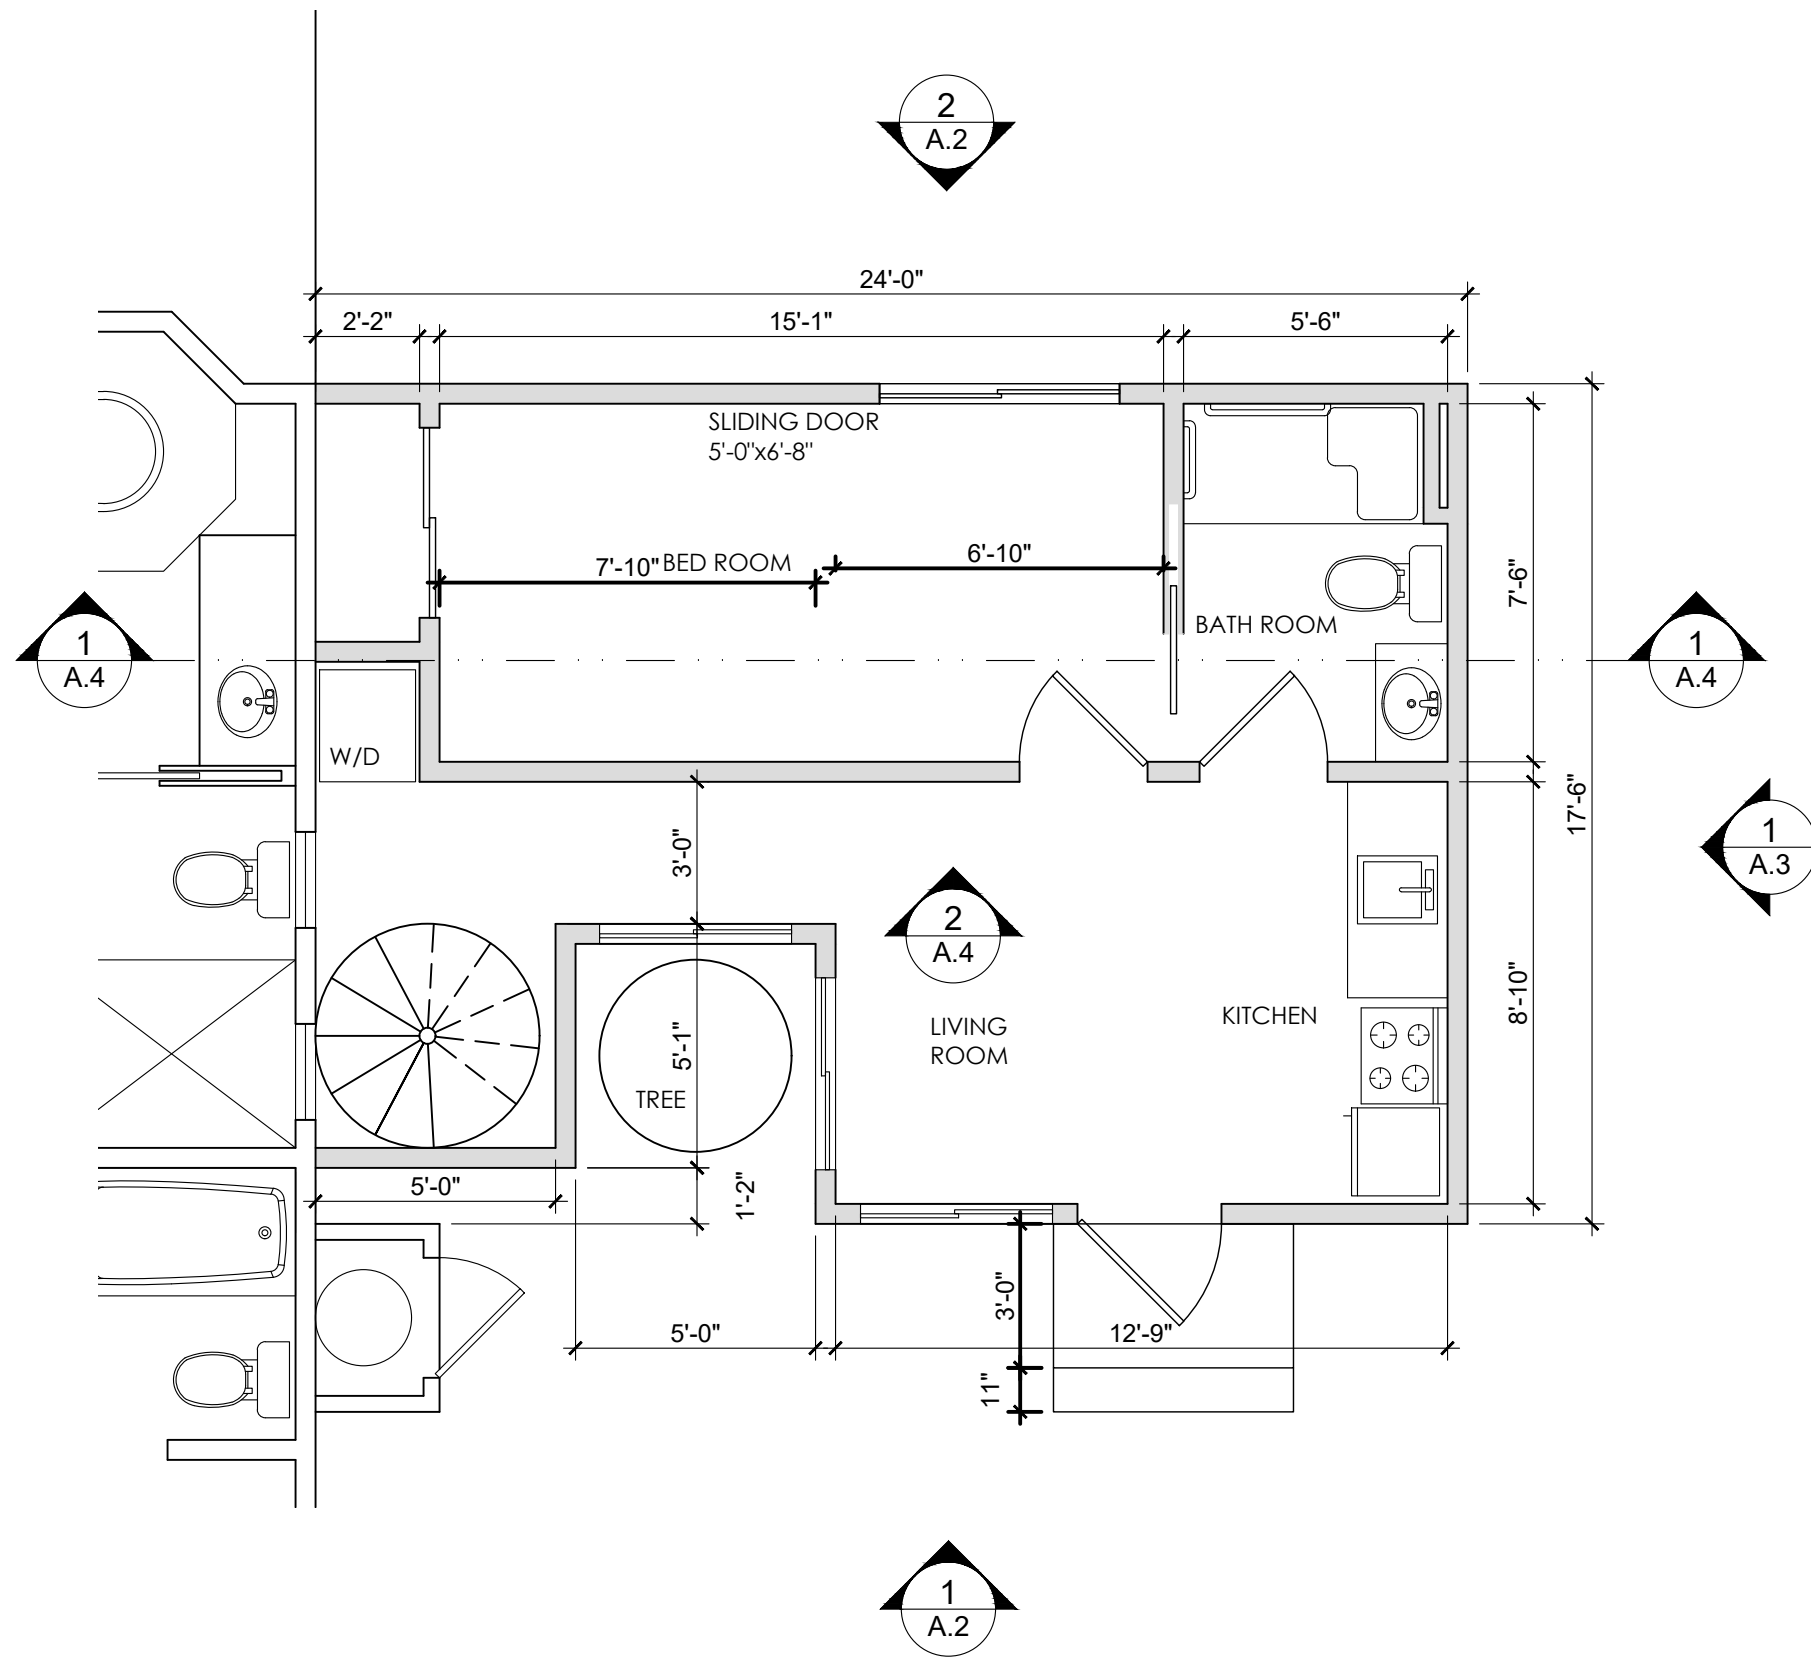 2
A.2
24'-0"
2'-2"
15'-1"
5'-6"
SLIDING DOOR
5'-0"x6'-8"
7'-10"
BED ROOM
6'-10"
7'-6"
BATH ROOM
1
A.4
1
A.4
W/D
17'-6"
3'-0"
1
A.3
2
A.4
8'-10"
LIVING
ROOM
KITCHEN
5'-1"
TREE
5'-0"
1'-2"
3'-0"
5'-0"
12'-9"
11"
1
A.2